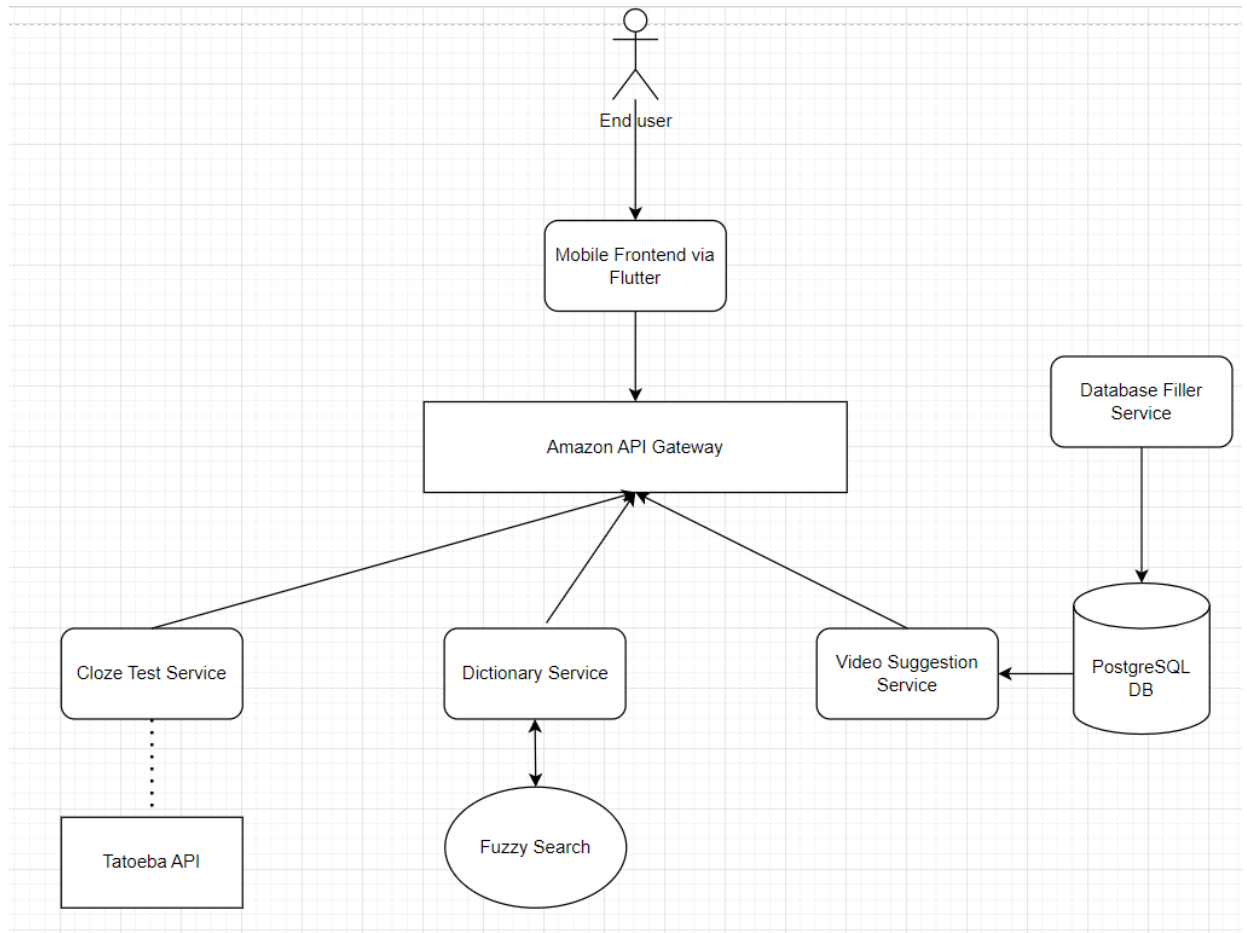 End user
Mobile Frontend via
Flutter
Amazon API Gateway
Database Filler
Service
Cloze Test Service
Dictionary Service
Video Suggestion
Service
PostgreSQL
DB
Tatoeba API
Fuzzy Search